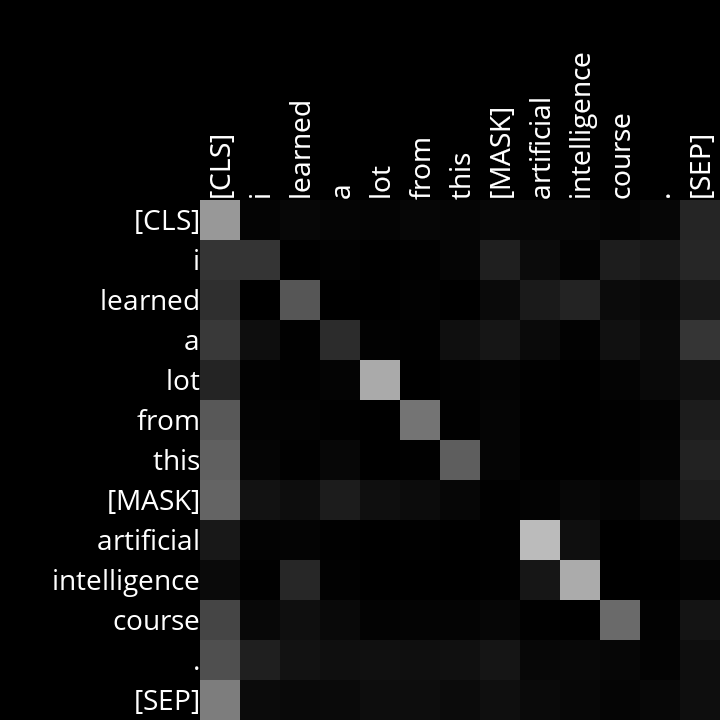 [CLS]
i
learned
a
lot
from
this
[MASK]
artificial
intelligence
course
.
[SEP]
[CLS]
i
learned
a
lot
from
this
[MASK]
artificial
intelligence
course
.
[SEP]